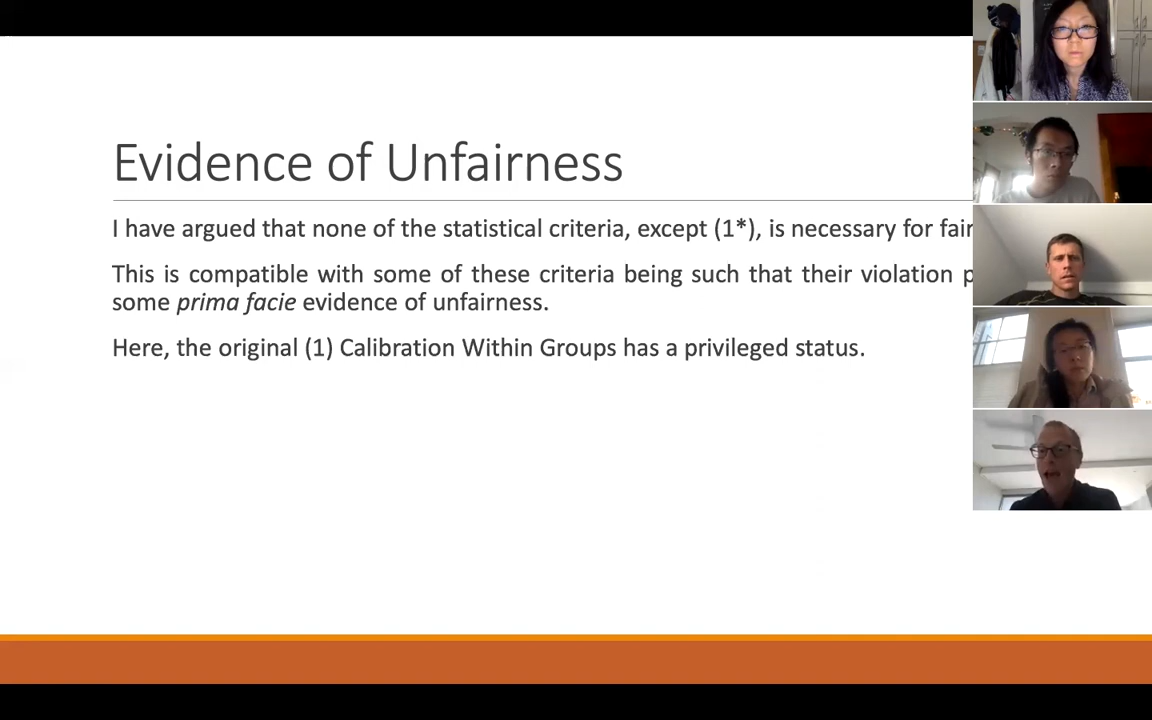 Evidence of Unfairness
I have argued that none of the statistical criteria, except (1*), is necessary for fair
This is compatible with some of these criteria being such that their violation p
some prima facie evidence of unfairness.
Here, the original (1) Calibration Within Groups has a privileged status.